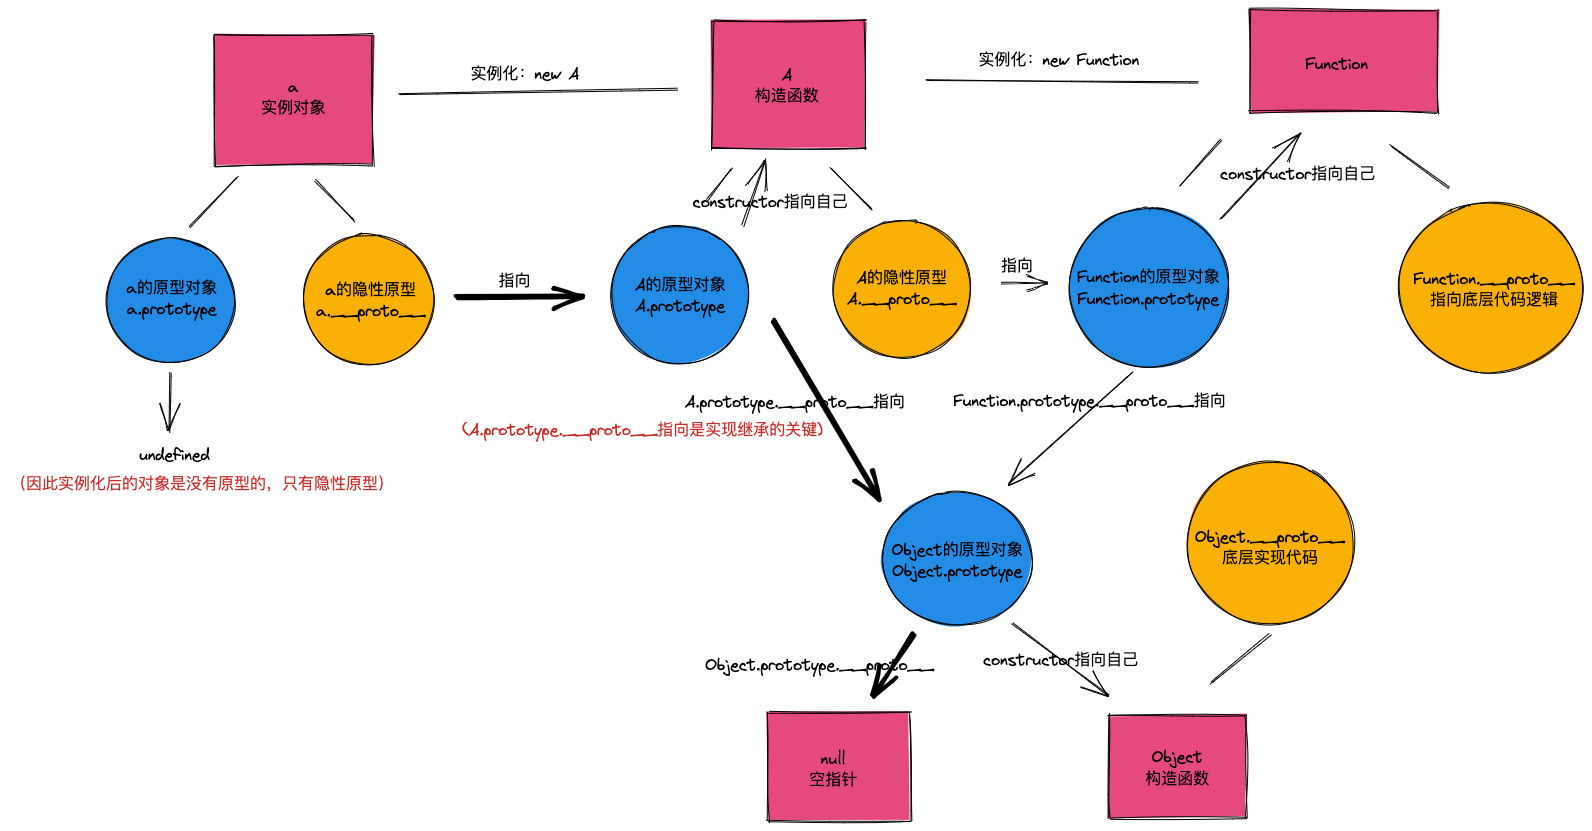 a
实例对象
实例化：new A
A
构造函数
实例化：new Function
Function
constructor指向自己
constructor指向自己
a的原型对象
a.prototype
a的隐性原型
a.__proto__
指向
A的原型对象
A.prototype
A的隐性原型
A.__proto__
指向
Function的原型对象
Function.prototype
Function.__proto__
指向底层代码逻辑
undefined
（因此实例化后的对象是没有原型的，只有隐性原型）
A.prototype.__proto__指向
（A.prototype.__proto__指向是实现继承的关键）
Function.prototype.__proto__指向
Object的原型对象
Object.prototype
Object.__proto__
底层实现代码
Object.prototype.__proto__
constructor指向自己
null
空指针
Object
构造函数